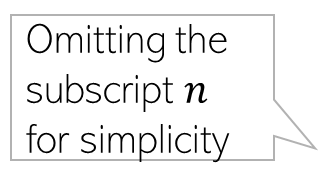 Omitting the
subscript n
for simplicity